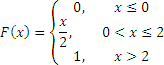 F(x) = { 0, x ≤ 0
x/2, 0 < x ≤ 2
1, x > 2